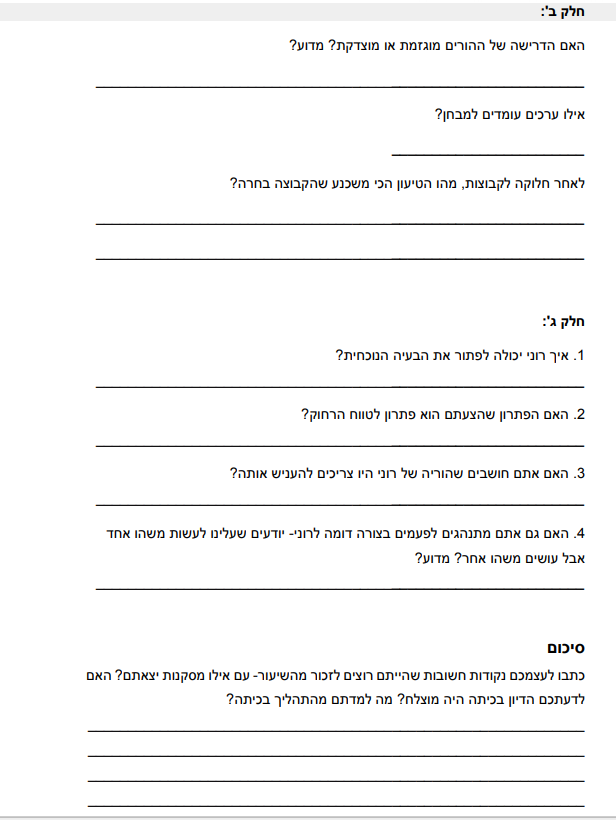 חלק ב':
האם הדרישה של ההורים מוגזמת או מוצדקת? מדוע?
אילו ערכים עומדים למבחן?
לאחר חלוקה לקבוצות, מהו הטיעון הכי משכנע שהקבוצה בחרה?
חלק ג':
1. איך רוני יכולה לפתור את הבעיה הנוכחית?
2. האם הפתרון שהצעתם הוא פתרון לטווח הרחוק?
3. האם אתם חושבים שהוריה של רוני היו צריכים להעניש אותה?
4. האם גם אתם מתנהגים לפעמים בצורה דומה לרוני- יודעים שעלינו לעשות משהו אחד
אבל עושים משהו אחר? מדוע?
סיכום
כתבו לעצמכם נקודות חשובות שהייתם רוצים לזכור מהשיעור- עם אילו מסקנות יצאתם? האם
לדעתכם הדיון בכיתה היה מוצלח? מה למדתם מהתהליך בכיתה?